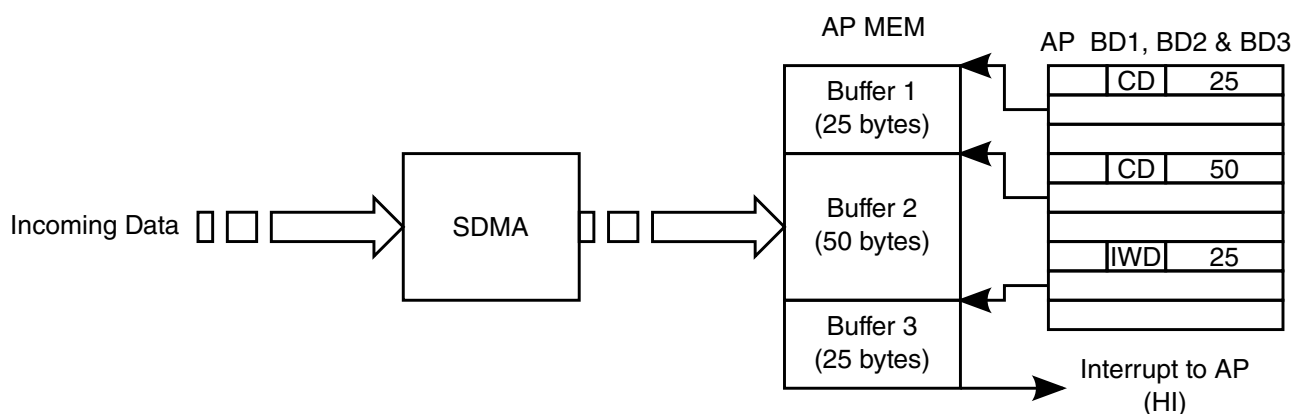 AP MEM
AP BD1, BD2 & BD3
CD 25
Buffer 1
(25 bytes)
CD 50
Incoming Data
SDMA
Buffer 2
(50 bytes)
IWD 25
Buffer 3
(25 bytes)
Interrupt to AP
(HI)